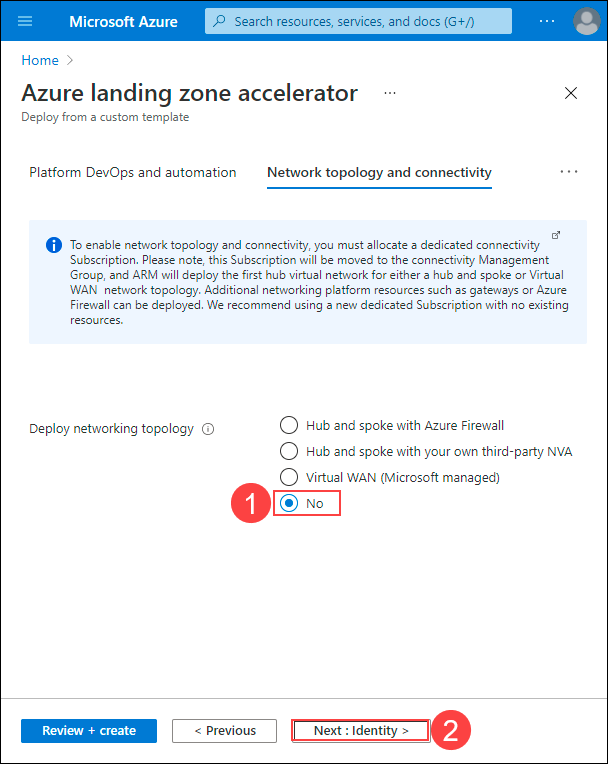 Microsoft Azure
Search resources, services, and docs (G+/)
...
Home >
Azure landing zone accelerator ...
Deploy from a custom template
Platform DevOps and automation
Network topology and connectivity
...
To enable network topology and connectivity, you must allocate a dedicated connectivity
Subscription. Please note, this Subscription will be moved to the connectivity Management
Group, and ARM will deploy the first hub virtual network for either a hub and spoke or Virtual
WAN  network topology. Additional networking platform resources such as gateways or Azure
Firewall can be deployed. We recommend using a new dedicated Subscription with no existing
resources.
Deploy networking topology
Hub and spoke with Azure Firewall
Hub and spoke with your own third-party NVA
Virtual WAN (Microsoft managed)
1
No
Review + create
< Previous
Next : Identity >
2